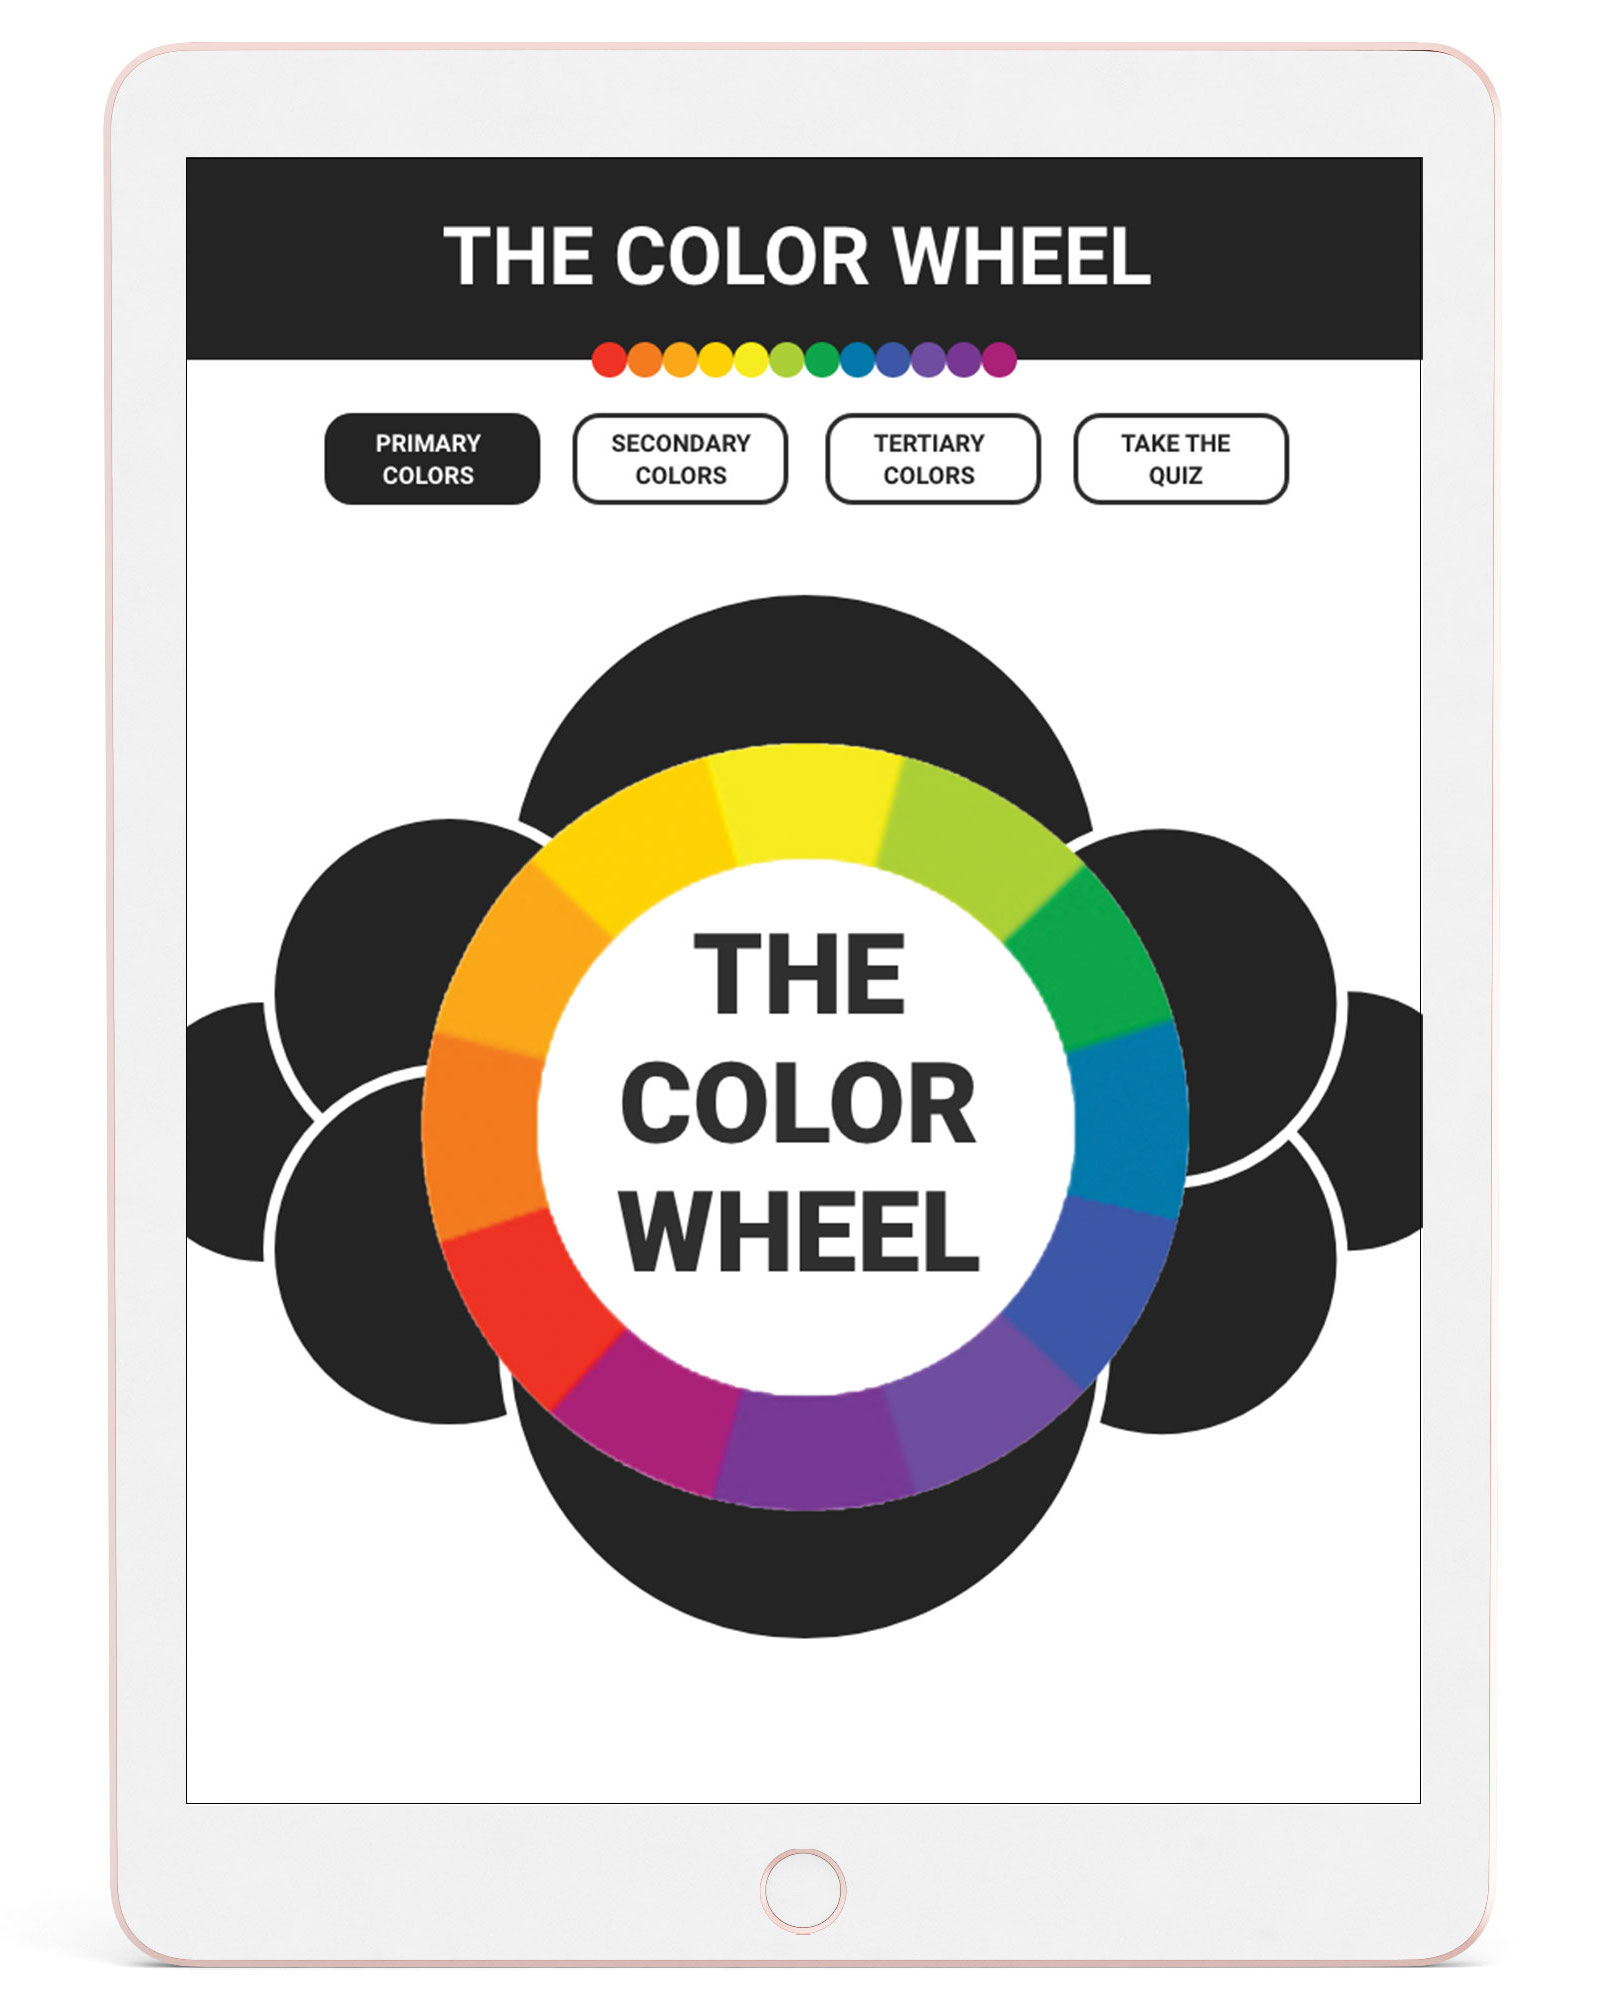 THE COLOR WHEEL
PRIMARY
COLORS
SECONDARY
COLORS
TERTIARY
COLORS
TAKE THE
QUIZ
THE
COLOR
WHEEL